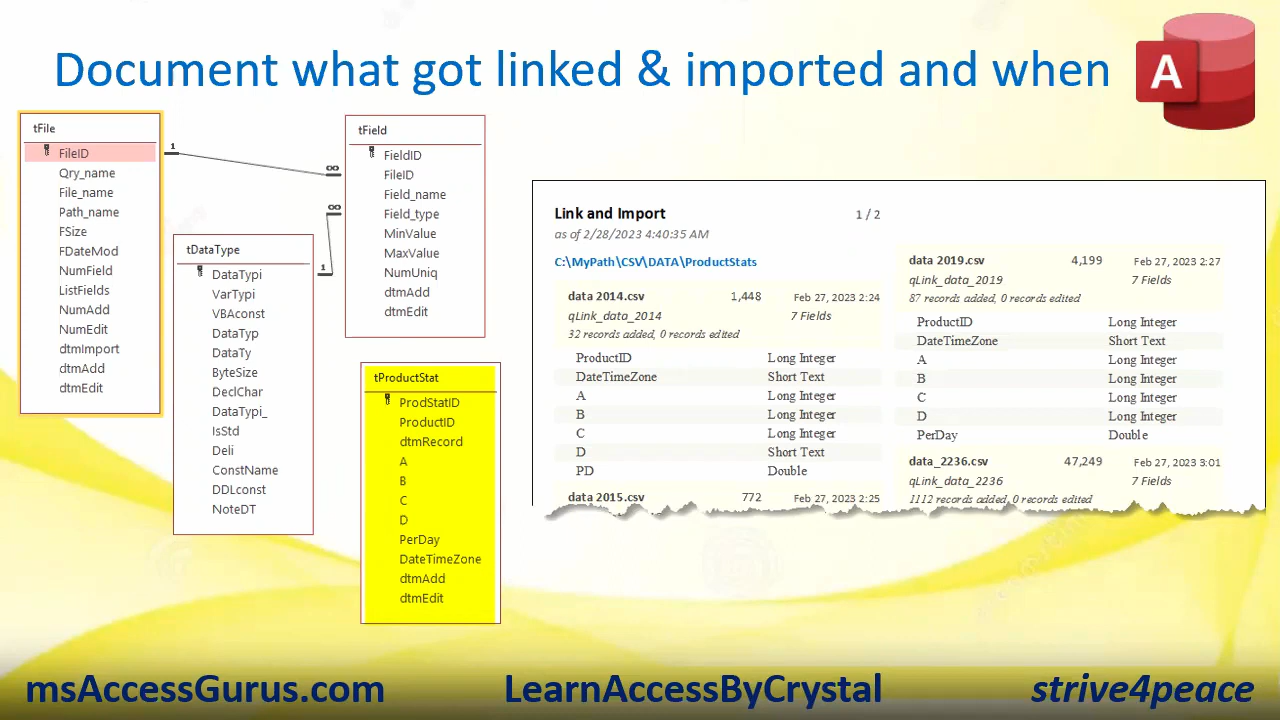 Document what got linked & imported and when
A
tFile
FileID
Qry_name
File_name
Path_name
FSize
FDateMod
NumField
ListFields
NumAdd
NumEdit
dtmImport
dtmAdd
dtmEdit
1
∞
tField
FieldID
FileID
Field_name
Field_type
MinValue
MaxValue
NumUniq
dtmAdd
dtmEdit
∞
1
tDataType
DataTypi
VarTypi
VBAconst
DataTyp
DataTy
ByteSize
DeclChar
DataTypi_
IsStd
Deli
ConstName
DDLconst
NoteDT
tProductStat
ProdStatID
ProductID
dtmRecord
A
B
C
D
PerDay
DateTimeZone
dtmAdd
dtmEdit
Link and Import 1 / 2
as of 2/28/2023 4:40:35 AM
C:\MyPath\CSV\DATA\ProductStats
data 2014.csv 1,448 Feb 27, 2023 2:24
qLink_data_2014 7 Fields
32 records added, 0 records edited
ProductID Long Integer
DateTimeZone Short Text
A Long Integer
B Long Integer
C Long Integer
D Short Text
PD Double
data 2015.csv 772 Feb 27, 2023 2:25
data 2019.csv 4,199 Feb 27, 2023 2:27
qLink_data_2019 7 Fields
87 records added, 0 records edited
ProductID Long Integer
DateTimeZone Short Text
A Long Integer
B Long Integer
C Long Integer
D Long Integer
PerDay Double
data_2236.csv 47,249 Feb 27, 2023 3:01
qLink_data_2236 7 Fields
1112 records added, 0 records edited
msAccessGurus.com LearnAccessByCrystal strive4peace